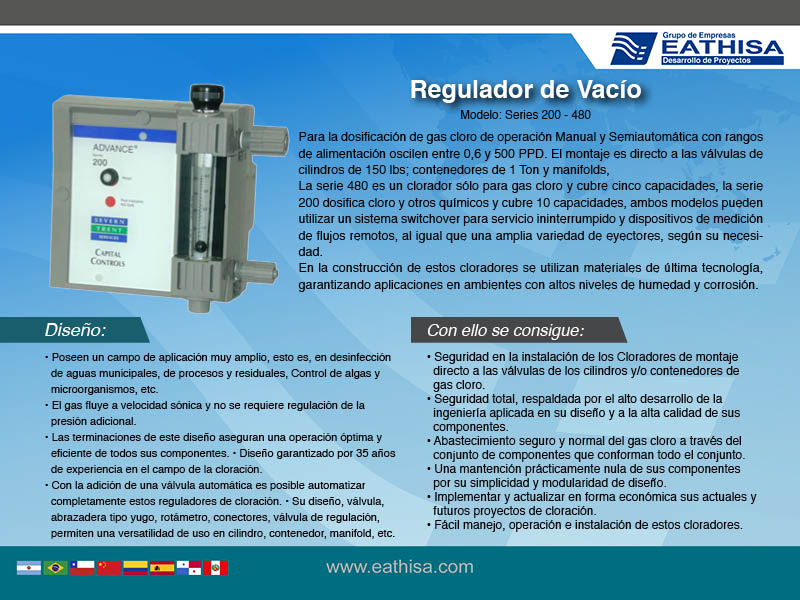 Grupo de Empresas
EATHISA
Desarrollo de Proyectos
Regulador de Vacío
Modelo: Series 200 - 480
Para la dosificación de gas cloro de operación Manual y Semiautomática con rangos
de alimentación oscilen entre 0,6 y 500 PPD. El montaje es directo a las válvulas de
cilindros de 150 lbs; contenedores de 1 Ton y manifolds,
La serie 480 es un clorador sólo para gas cloro y cubre cinco capacidades, la serie
200 dosifica cloro y otros químicos y cubre 10 capacidades, ambos modelos pueden
utilizar un sistema switchover para servicio ininterrumpido y dispositivos de medición
de flujos remotos, al igual que una amplia variedad de eyectores, según su necesi-
dad.
En la construcción de estos cloradores se utilizan materiales de última tecnología,
garantizando aplicaciones en ambientes con altos niveles de humedad y corrosión.
ADVANCE®
200
SEVERN
TRENT
SERVICES
CAPITAL
CONTROLS
Diseño:
• Poseen un campo de aplicación muy amplio, esto es, en desinfección
de aguas municipales, de procesos y residuales, Control de algas y
microorganismos, etc.
• El gas fluye a velocidad sónica y no se requiere regulación de la
presión adicional.
• Las terminaciones de este diseño aseguran una operación óptima y
eficiente de todos sus componentes. • Diseño garantizado por 35 años
de experiencia en el campo de la cloración.
• Con la adición de una válvula automática es posible automatizar
completamente estos reguladores de cloración. • Su diseño, válvula,
abrazadera tipo yugo, rotámetro, conectores, válvula de regulación,
permiten una versatilidad de uso en cilindro, contenedor, manifold, etc.
Con ello se consigue:
• Seguridad en la instalación de los Cloradores de montaje
directo a las válvulas de los cilindros y/o contenedores de
gas cloro.
• Seguridad total, respaldada por el alto desarrollo de la
ingeniería aplicada en su diseño y a la alta calidad de sus
componentes.
• Abastecimiento seguro y normal del gas cloro a través del
conjunto de componentes que conforman todo el conjunto.
• Una mantención prácticamente nula de sus componentes
por su simplicidad y modularidad de diseño.
• Implementar y actualizar en forma económica sus actuales y
futuros proyectos de cloración.
• Fácil manejo, operación e instalación de estos cloradores.
www.eathisa.com